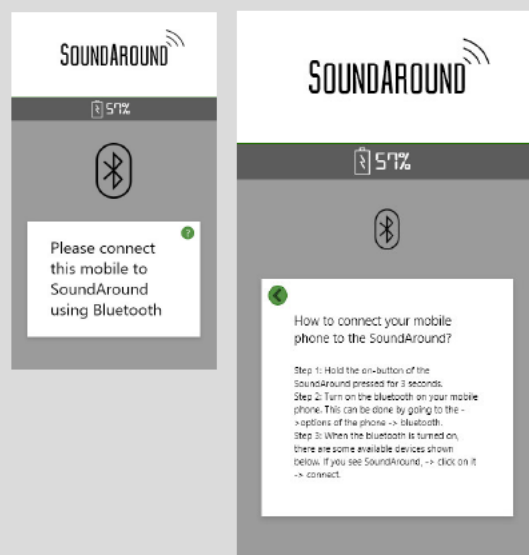 SOUNDAROUND
57%
?
Please connect
this mobile to
SoundAround
using Bluetooth
SOUNDAROUND
57%
How to connect your mobile
phone to the SoundAround?
Step 1: Hold the on-button of the
SoundAround pressed for 3 seconds.
Step 2: Turn on the bluetooth on your mobile
phone. This can be done by going to the -
>options of the phone -> bluetooth.
Step 3: When the bluetooth is turned on,
there are some available devices shown
below. If you see SoundAround, -> click on it
-> connect.